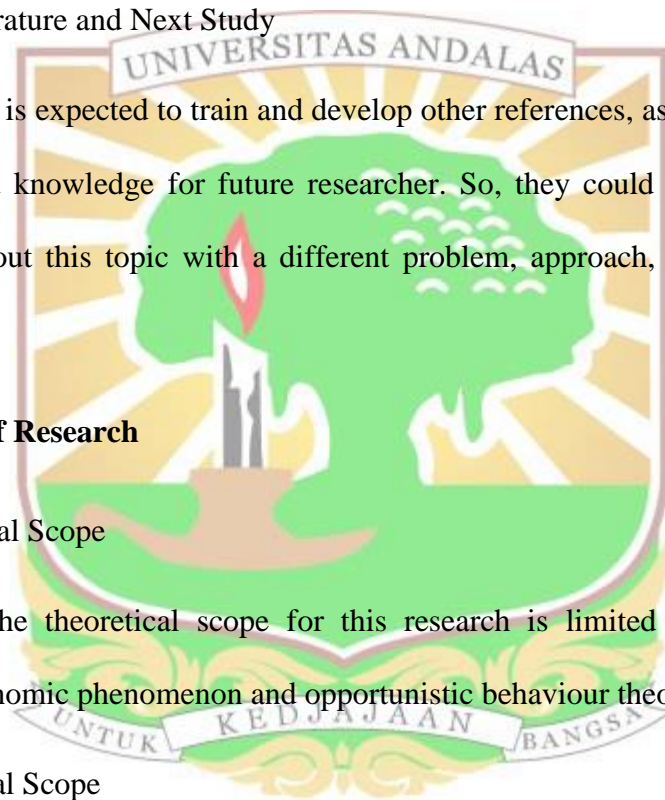 rature and Next Study
UNIVERSITAS ANDALAS
is expected to train and develop other references, as
knowledge for future researcher. So, they could
out this topic with a different problem, approach,
f Research
al Scope
he theoretical scope for this research is limited
nomic phenomenon and opportunistic behaviour theo
UNTUK KEDJAJAAN BANGSA
al Scope